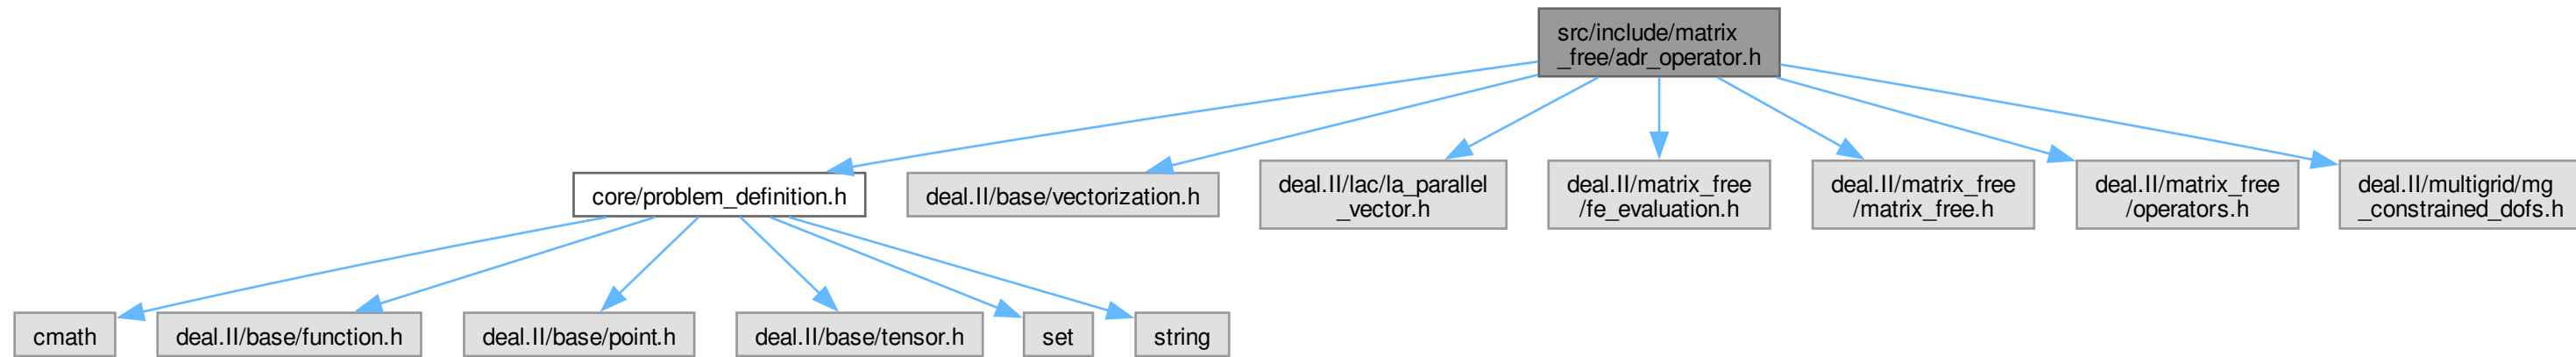 src/include/matrix
_free/adr_operator.h
core/problem_definition.h
deal.II/base/vectorization.h
deal.II/lac/la_parallel
_vector.h
deal.II/matrix_free
/fe_evaluation.h
deal.II/matrix_free
/matrix_free.h
deal.II/matrix_free
/operators.h
deal.II/multigrid/mg
_constrained_dofs.h
cmath
deal.II/base/function.h
deal.II/base/point.h
deal.II/base/tensor.h
set
string